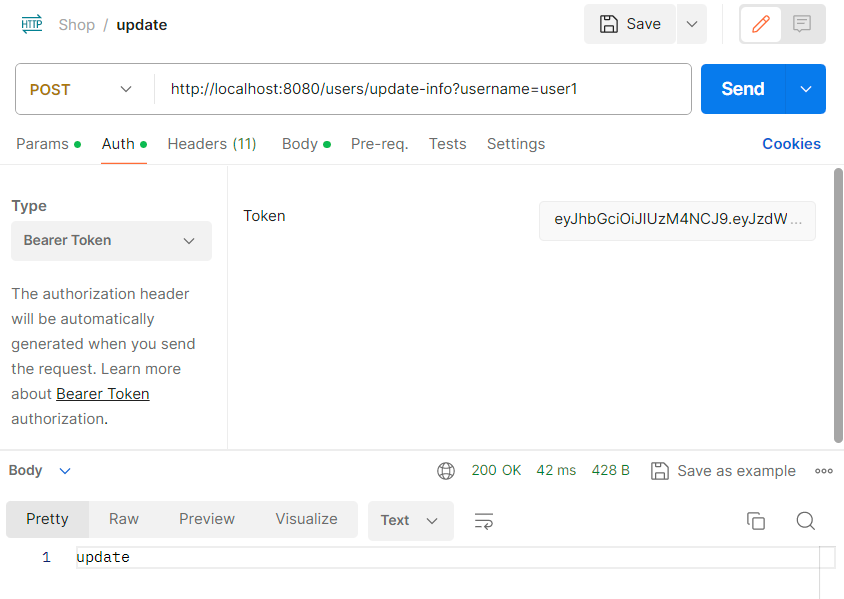 HTTP Shop / update Save
POST http://localhost:8080/users/update-info?username=user1 Send
Params Auth Headers (11) Body Pre-req. Tests Settings Cookies
Type
Bearer Token
Token eyJhbGciOiJIUzM4NCJ9.eyJzdW ...
The authorization header
will be automatically
generated when you send
the request. Learn more
about Bearer Token
authorization.
Body 200 OK 42 ms 428 B Save as example
Pretty Raw Preview Visualize Text
1 update